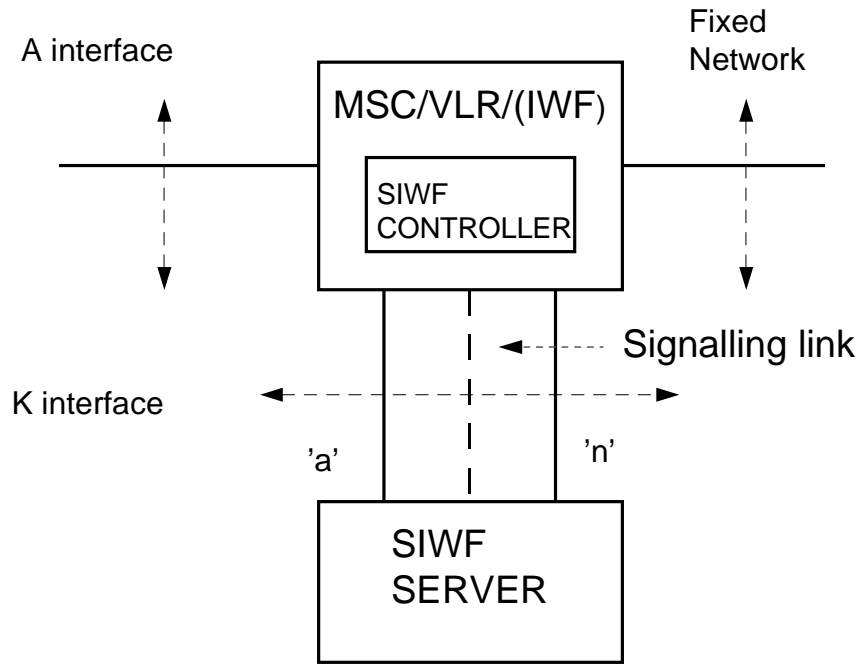 A interface
Fixed
Network
MSC/VLR/(IWF)
SIWF
CONTROLLER
Signalling link
K interface
'a'
'n'
SIWF
SERVER